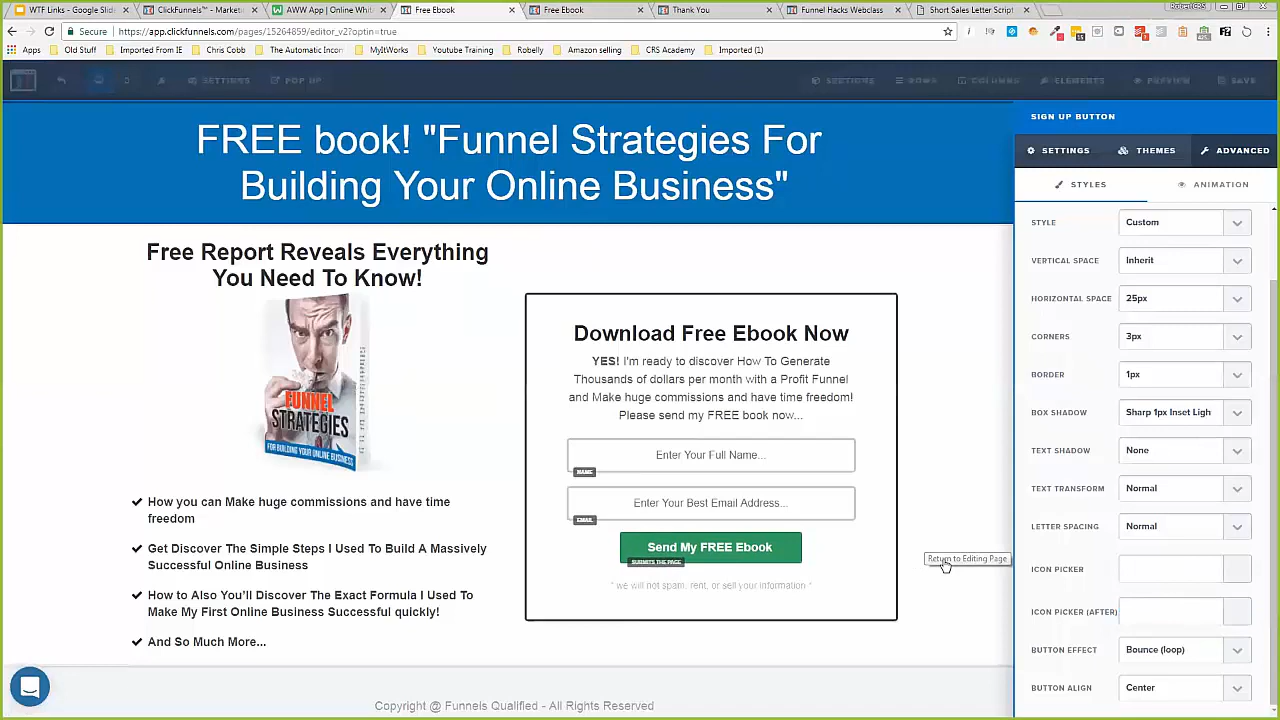 WTF Links - Google Slid
ClickFunnels™ - Market
AWW App | Online Whit
Free Ebook
Free Ebook
Thank You
Funnel Hacks Webclass
Short Sales Letter Script
Secure
https://app.clickfunnels.com/pages/15264859/editor_v2?optin=true
Apps
Old Stuff
Imported From IE
Chris Cobb
The Automatic Incom
MyItWorks
Youtube Training
Robelly
Amazon selling
CRS Academy
Imported (1)
SETTINGS
POP UP
SECTIONS
ROWS
COLUMNS
ELEMENTS
PREVIEW
SAVE
FREE book! "Funnel Strategies For
Building Your Online Business"
Free Report Reveals Everything
You Need To Know!
FUNNEL
STRATEGIES
FOR BUILDING YOUR ONLINE BUSINESS
How you can Make huge commissions and have time
freedom
Get Discover The Simple Steps I Used To Build A Massively
Successful Online Business
How to Also You'll Discover The Exact Formula I Used To
Make My First Online Business Successful quickly!
And So Much More...
Download Free Ebook Now
YES! I'm ready to discover How To Generate
Thousands of dollars per month with a Profit Funnel
and Make huge commissions and have time freedom!
Please send my FREE book now...
Enter Your Full Name...
NAME
Enter Your Best Email Address...
EMAIL
Send My FREE Ebook
SUBMITS THE PAGE
* we will not spam, rent, or sell your information *
Return to Editing Page
Copyright @ Funnels Qualified - All Rights Reserved
SIGN UP BUTTON
SETTINGS
THEMES
ADVANCED
STYLES
ANIMATION
STYLE
Custom
VERTICAL SPACE
Inherit
HORIZONTAL SPACE
25px
CORNERS
3px
BORDER
1px
BOX SHADOW
Sharp 1px Inset Ligh
TEXT SHADOW
None
TEXT TRANSFORM
Normal
LETTER SPACING
Normal
ICON PICKER
ICON PICKER (AFTER)
BUTTON EFFECT
Bounce (loop)
BUTTON ALIGN
Center